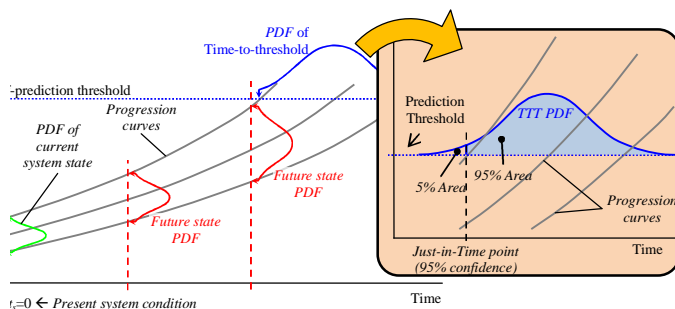 PDF of
Time-to-threshold
-prediction threshold
Progression
curves
PDF of
current
system state
Future state
PDF
Future state
PDF
Time
t =0 ← Present system condition
Prediction
Threshold
TTT PDF
5% Area
95% Area
Progression
curves
Time
Just-in-Time point
(95% confidence)